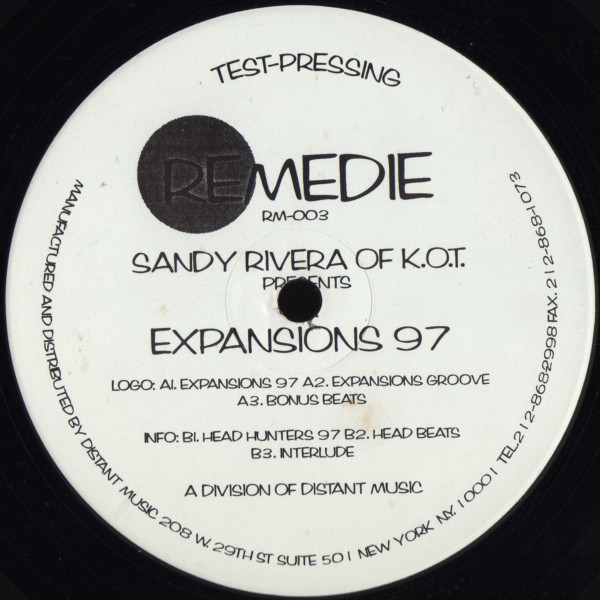 TEST-PRESSING
REMEDIE
RM-003
SANDY RIVERA OF K.O.T.
PRESENTS
EXPANSIONS 97
LOGO: A1. EXPANSIONS 97 A2. EXPANSIONS GROOVE
A3. BONUS BEATS
INFO: B1. HEAD HUNTERS 97 B2. HEAD BEATS
B3. INTERLUDE
A DIVISION OF DISTANT MUSIC
MANUFACTURED AND DISTRIBUTED BY DISTANT MUSIC 208 W. 29TH ST SUITE 501 NEW YORK N.Y. 10001 TEL.212-868-2998 FAX. 212-868-1073